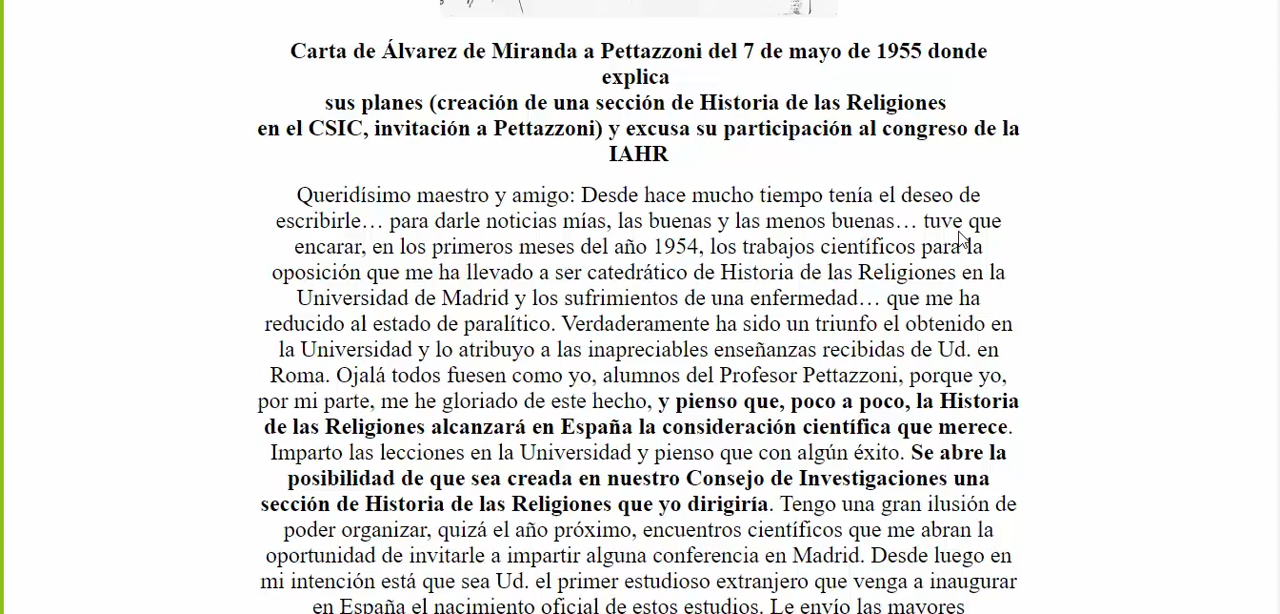 Carta de Álvarez de Miranda a Pettazzoni del 7 de mayo de 1955 donde
explica
sus planes (creación de una sección de Historia de las Religiones
en el CSIC, invitación a Pettazzoni) y excusa su participación al congreso de la
IAHR
Queridísimo maestro y amigo: Desde hace mucho tiempo tenía el deseo de
escribirle… para darle noticias mías, las buenas y las menos buenas… tuve que
encarar, en los primeros meses del año 1954, los trabajos científicos para la
oposición que me ha llevado a ser catedrático de Historia de las Religiones en la
Universidad de Madrid y los sufrimientos de una enfermedad… que me ha
reducido al estado de paralítico. Verdaderamente ha sido un triunfo el obtenido en
la Universidad y lo atribuyo a las inapreciables enseñanzas recibidas de Ud. en
Roma. Ojalá todos fuesen como yo, alumnos del Profesor Pettazzoni, porque yo,
por mi parte, me he gloriado de este hecho, y pienso que, poco a poco, la Historia
de las Religiones alcanzará en España la consideración científica que merece.
Imparto las lecciones en la Universidad y pienso que con algún éxito. Se abre la
posibilidad de que sea creada en nuestro Consejo de Investigaciones una
sección de Historia de las Religiones que yo dirigiría. Tengo una gran ilusión de
poder organizar, quizá el año próximo, encuentros científicos que me abran la
oportunidad de invitarle a impartir alguna conferencia en Madrid. Desde luego en
mi intención está que sea Ud. el primer estudioso extranjero que venga a inaugurar
en España el nacimiento oficial de estos estudios. Le envío las mayores